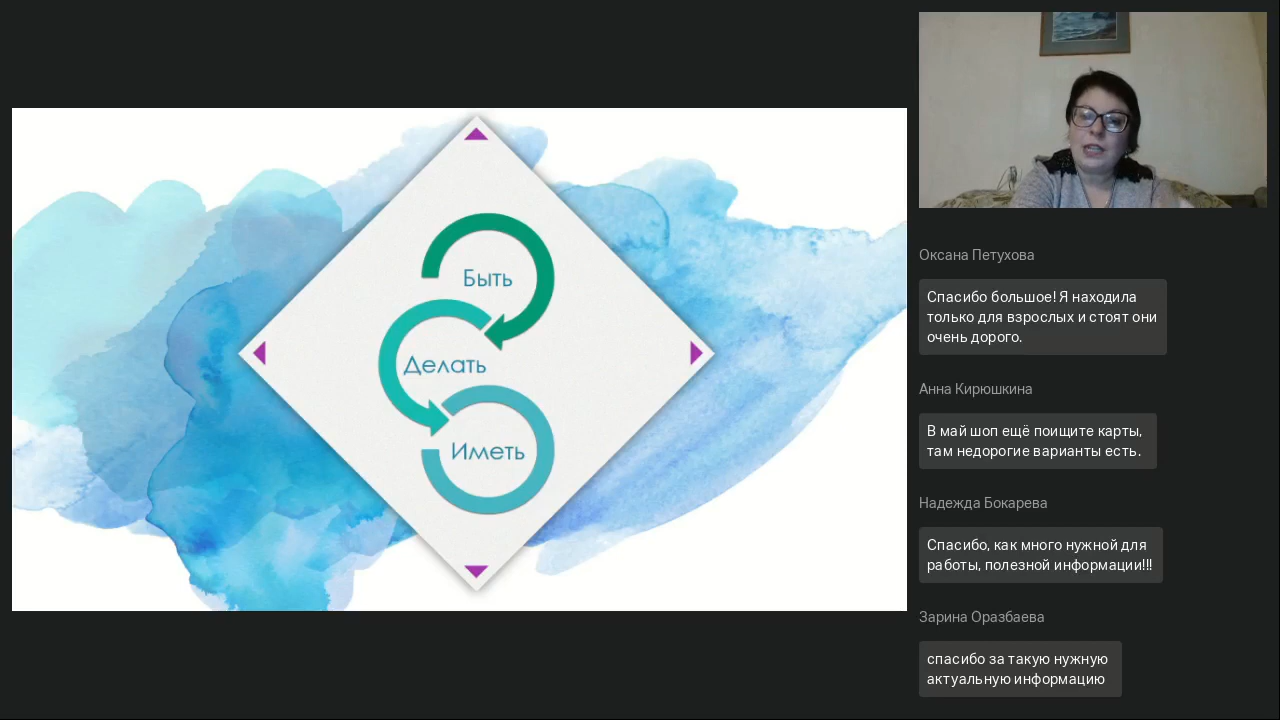 Быть
Делать
Иметь
Оксана Петухова
Спасибо большое! Я находила
только для взрослых и стоят они
очень дорого.
Анна Кирюшкина
В май шоп ещё поищите карты,
там недорогие варианты есть.
Надежда Бокарева
Спасибо, как много нужной для
работы, полезной информации!!!
Зарина Оразбаева
спасибо за такую нужную
актуальную информацию